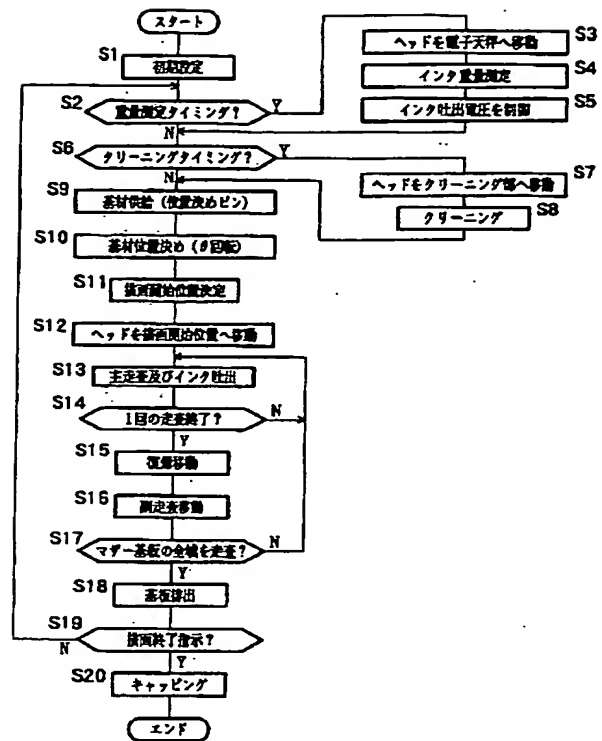 スタート
S1
初期設定
S2
重量測定タイミング?
Y
N
S3
ヘッドを電子天秤へ移動
S4
インク重量測定
S5
インク吐出電圧を制御
S6
クリーニングタイミング?
Y
N
S7
ヘッドをクリーニング部へ移動
S8
クリーニング
S9
基材供給(位置決めピン)
S10
基材位置決め(θ回転)
S11
描画開始位置決定
S12
ヘッドを描画開始位置へ移動
S13
主走査及びインク吐出
S14
1回の走査終了?
N
Y
S15
復帰移動
S16
副走査移動
S17
マザー基板の全域を走査?
N
Y
S18
基板排出
S19
描画終了指示?
N
Y
S20
キャッピング
エンド